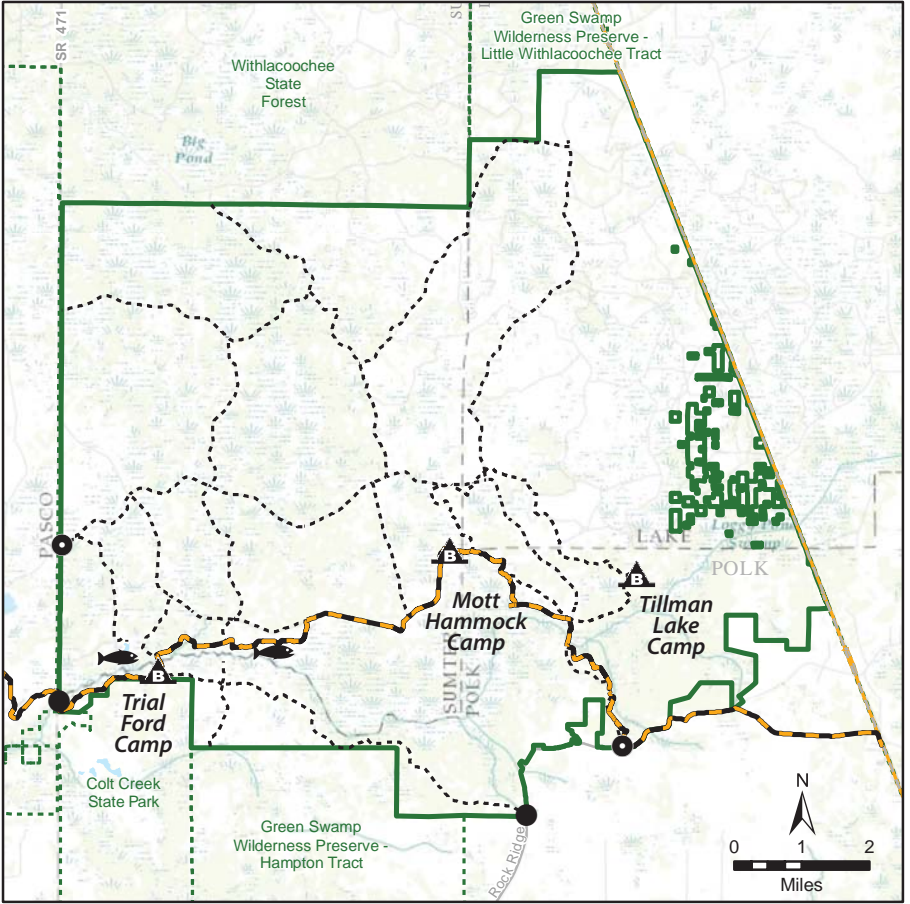 SR 471
SU
Green Swamp
Wilderness Preserve -
Little Withlacoochee Tract
Withlacoochee
State
Forest
Big
Pond
PASCO
LAKE
POLK
B
Mott
Hammock
Camp
B
Tillman
Lake
Camp
SUMTER
POLK
B
Trial
Ford
Camp
Colt Creek
State Park
Green Swamp
Wilderness Preserve -
Hampton Tract
Rock Ridge
N
0 1 2
Miles